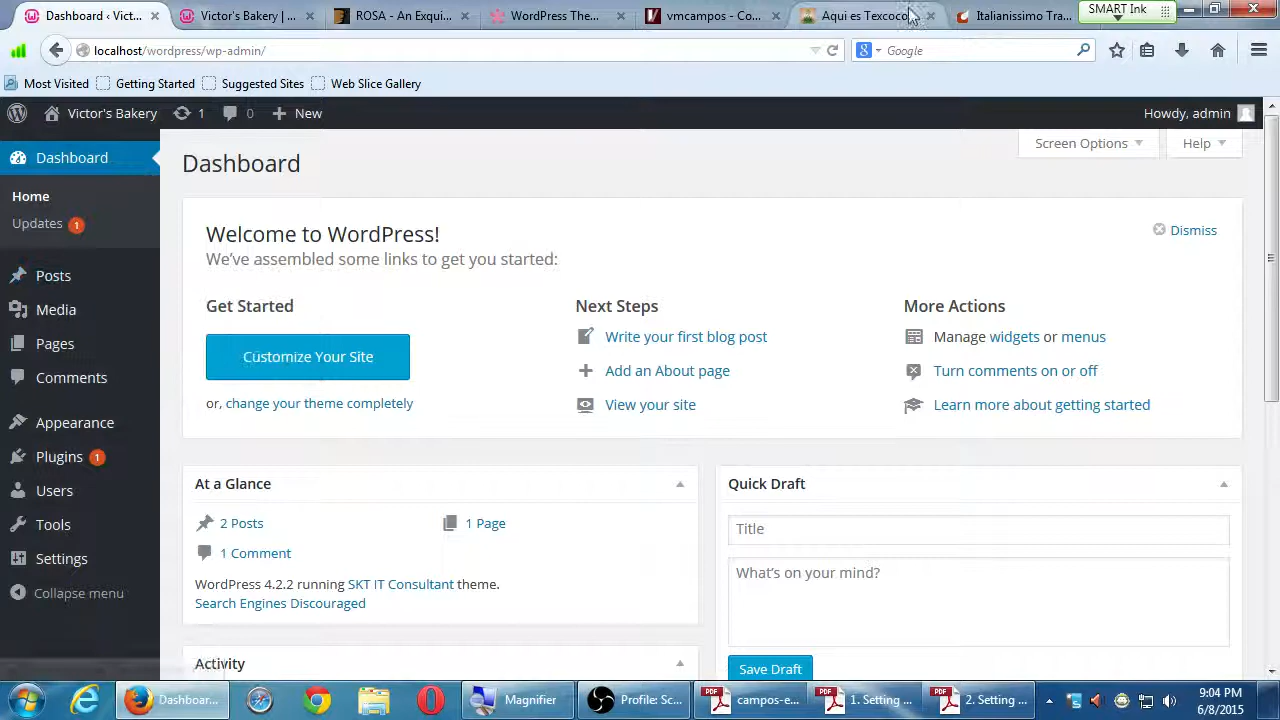 Dashboard ‹ Vict... Victor's Bakery | ... ROSA - An Exqui... WordPress The... vmcampos - Co... Aquí es Texcoco... Italianissimo Tra... SMART Ink
localhost/wordpress/wp-admin/ Google
Most Visited Getting Started Suggested Sites Web Slice Gallery
Victor's Bakery 1 0 New Howdy, admin
Dashboard
Home
Updates 1
Posts
Media
Pages
Comments
Appearance
Plugins 1
Users
Tools
Settings
Collapse menu
Screen Options Help
Dashboard
Welcome to WordPress!
Dismiss
We've assembled some links to get you started:
Get Started
Customize Your Site
or, change your theme completely
Next Steps
Write your first blog post
Add an About page
View your site
More Actions
Manage widgets or menus
Turn comments on or off
Learn more about getting started
At a Glance
2 Posts 1 Page
1 Comment
WordPress 4.2.2 running SKT IT Consultant theme.
Search Engines Discouraged
Activity
Quick Draft
Title
What's on your mind?
Save Draft
Dashboar... Magnifier Profile: Sc... campos-e... 1. Setting ... 2. Setting ... 9:04 PM
6/8/2015